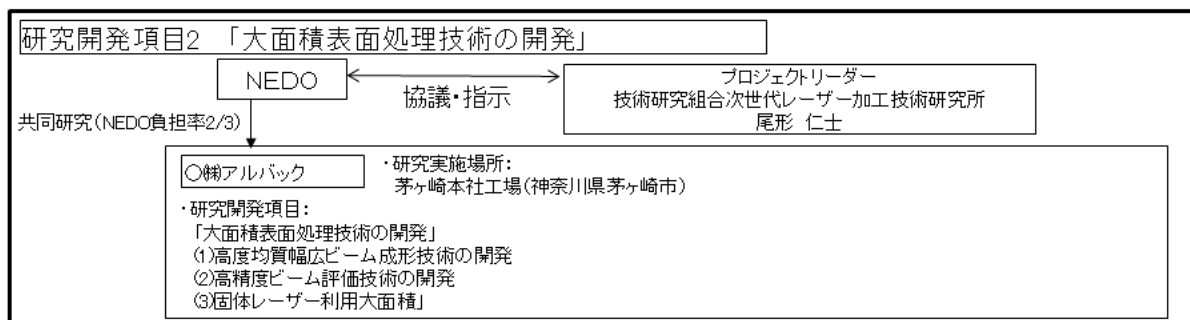 研究開発項目2 「大面積表面処理技術の開発」
NEDO
協議・指示
プロジェクトリーダー
技術研究組合次世代レーザー加工技術研究所
尾形 仁士
共同研究(NEDO負担率2/3)
○㈱アルバック
・研究実施場所:
茅ヶ崎本社工場(神奈川県茅ヶ崎市)
・研究開発項目:
「大面積表面処理技術の開発」
(1)高度均質幅広ビーム成形技術の開発
(2)高精度ビーム評価技術の開発
(3)固体レーザー利用大面積」